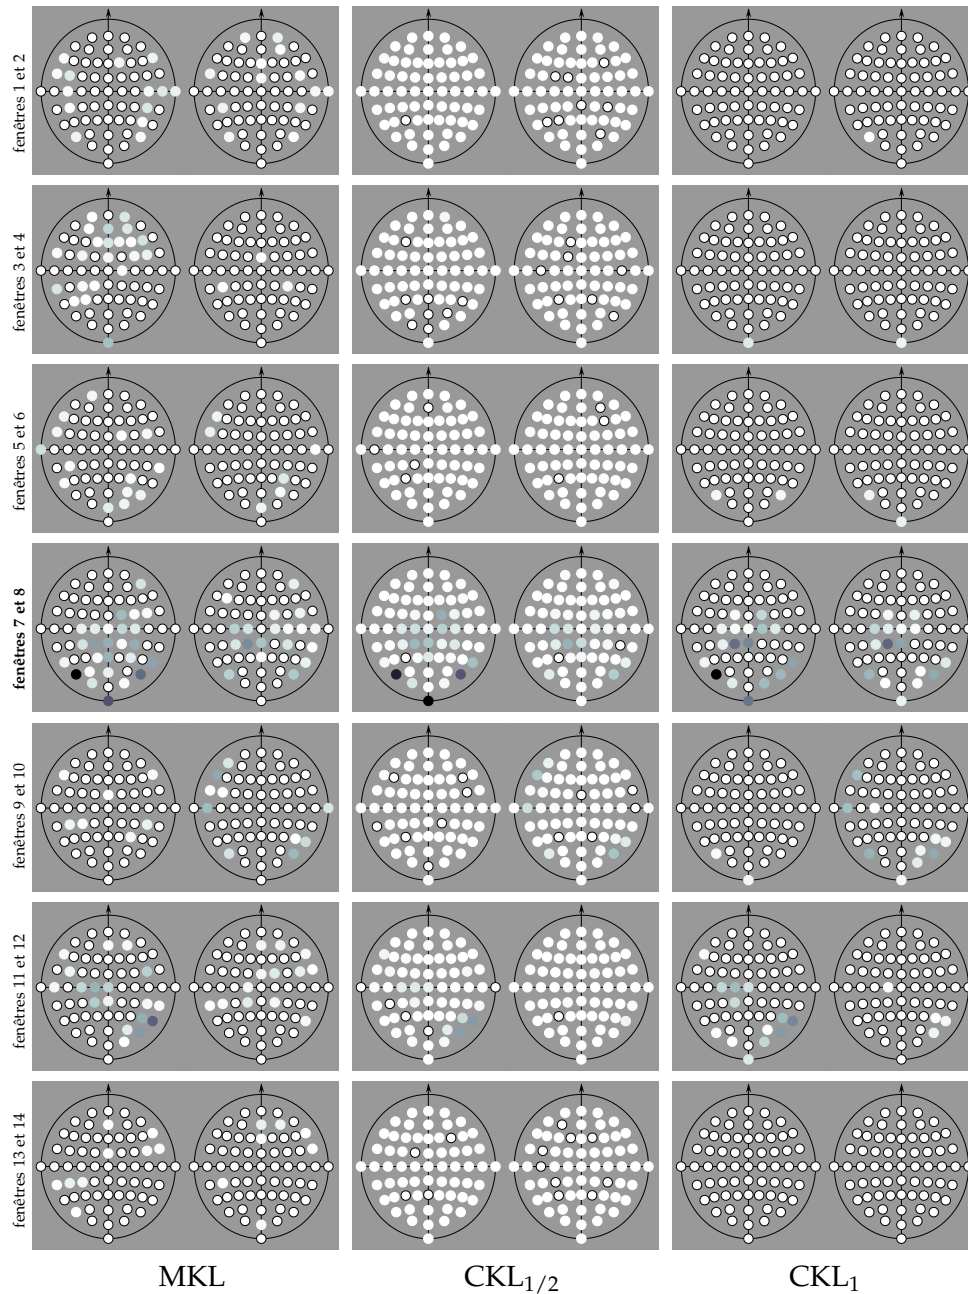 fenêtres 1 et 2
fenêtres 3 et 4
fenêtres 5 et 6
fenêtres 7 et 8
fenêtres 9 et 10
fenêtres 11 et 12
fenêtres 13 et 14
MKL CKL1/2 CKL1